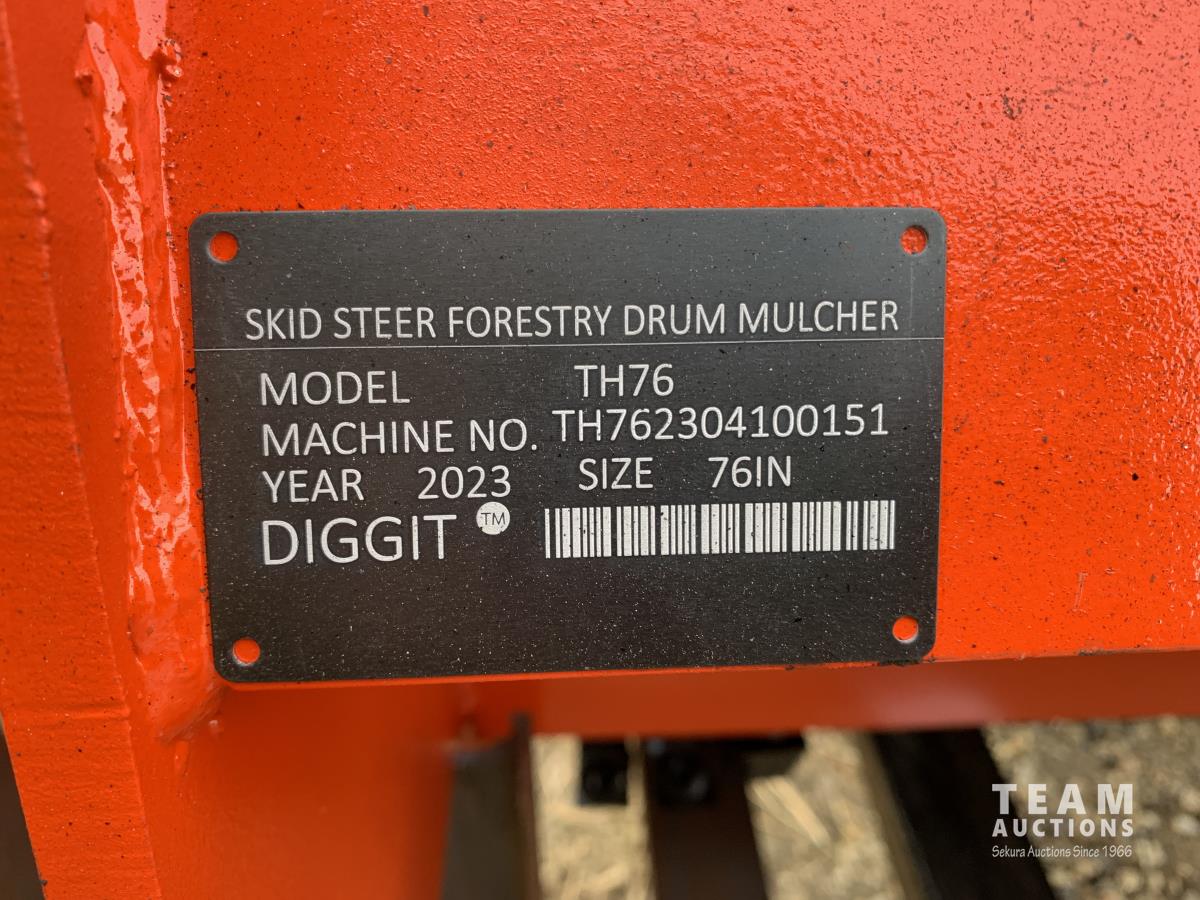 SKID STEER FORESTRY DRUM MULCHER
MODEL TH76
MACHINE NO. TH762304100151
YEAR 2023 SIZE 76IN
DIGGIT TM
TEAM
AUCTIONS
Sekura Auctions Since 1966